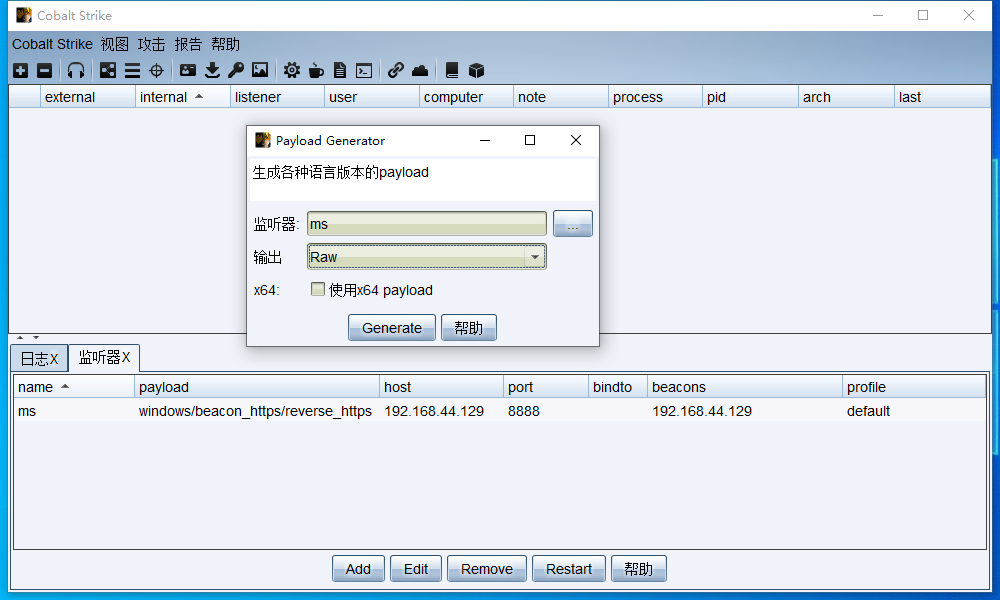 Cobalt Strike
Cobalt Strike 视图 攻击 报告 帮助
external internal listener user computer note process pid arch last
Payload Generator
生成各种语言版本的payload
监听器: ms ...
输出 Raw
x64: 使用x64 payload
Generate 帮助
日志X 监听器X
name payload host port bindto beacons profile
ms windows/beacon_https/reverse_https 192.168.44.129 8888 192.168.44.129 default
Add Edit Remove Restart 帮助